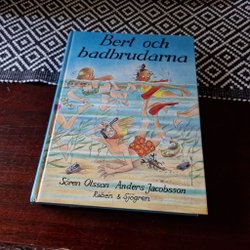 Bert och
badbrudarna
Sören Olsson Anders Jacobsson
Rabén & Sjögren